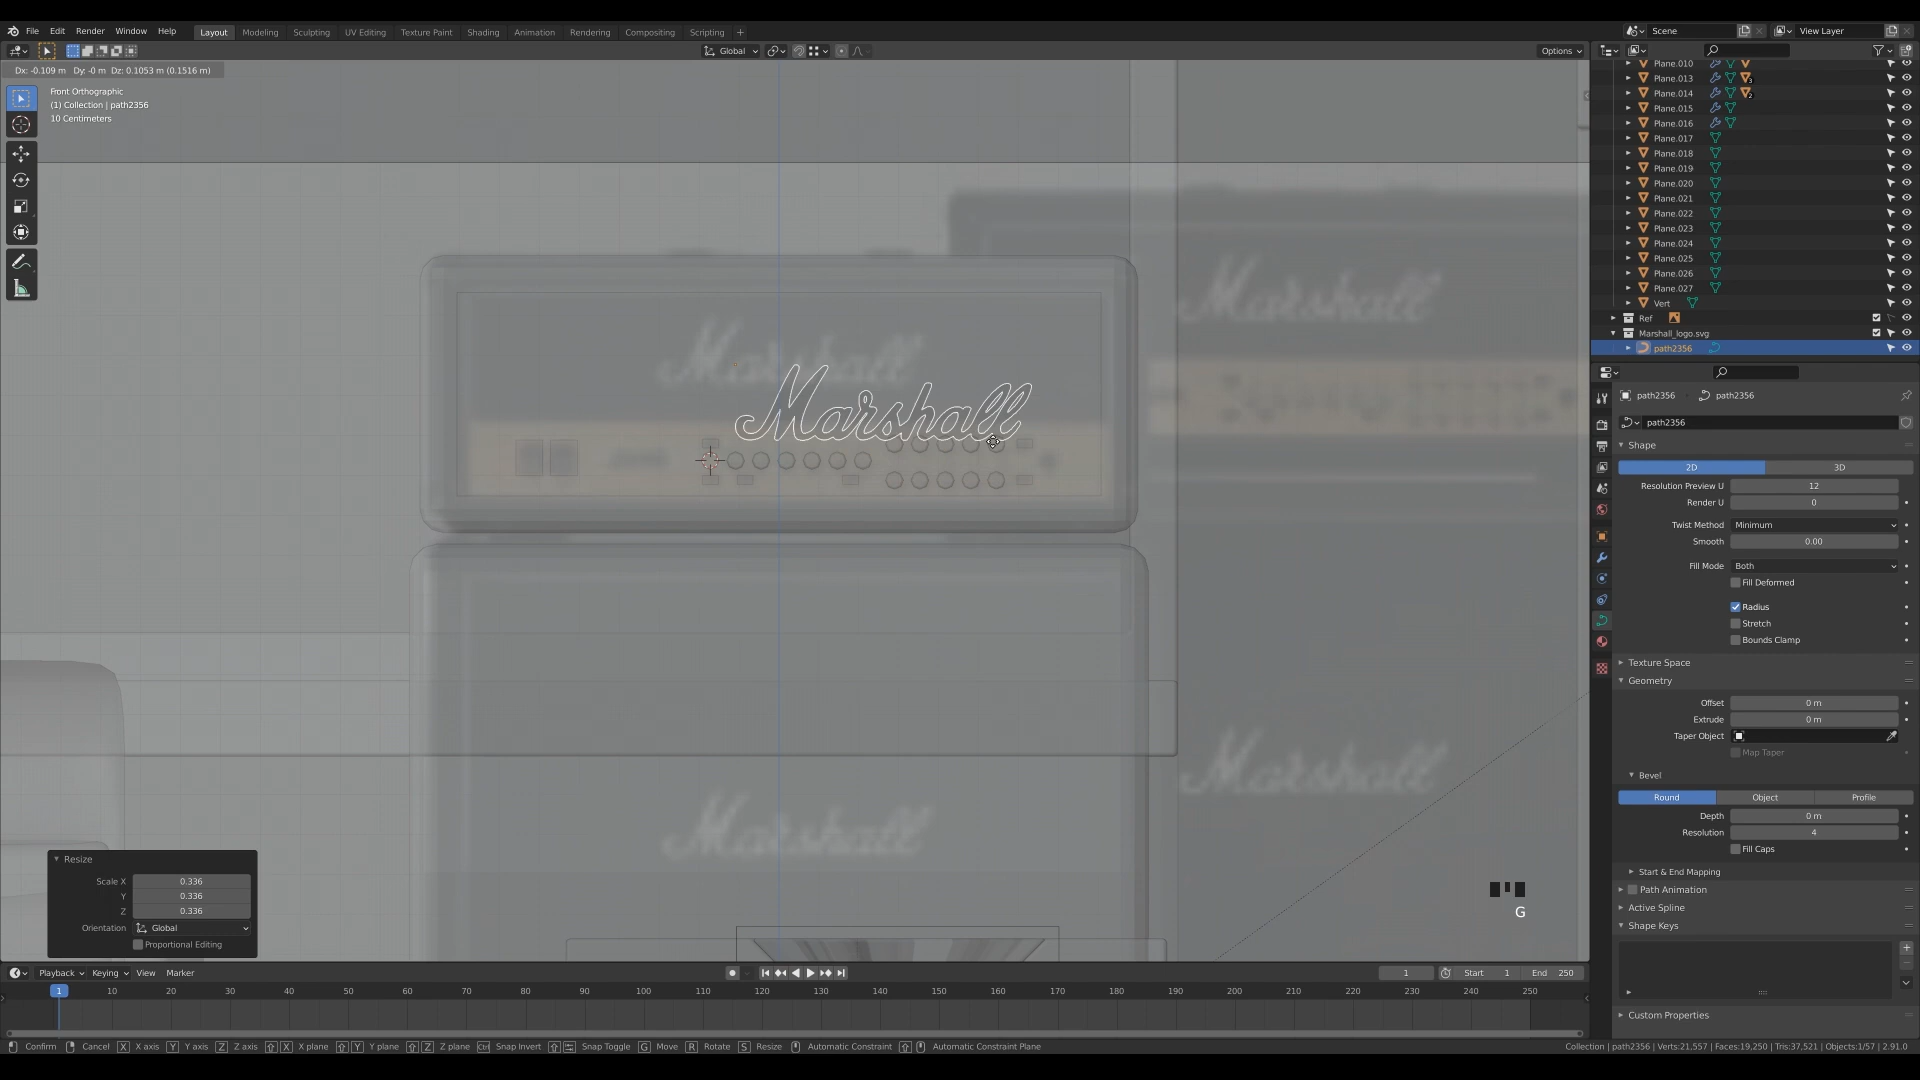 File Edit Render Window Help Layout Modeling Sculpting UV Editing Texture Paint Shading Animation Rendering Compositing Scripting + Scene View Layer
Global Options
Dx: -0.109 m Dy: -0 m Dz: 0.1053 m (0.1516 m)
Front Orthographic
(1) Collection | path2356
10 Centimeters
Marshall
Marshall
Marshall
Marshall
Marshall
G
Resize
Scale X 0.336
Y 0.336
Z 0.336
Orientation Global
Proportional Editing
Plane.010
Plane.013 3
Plane.014 2
Plane.015
Plane.016
Plane.017
Plane.018
Plane.019
Plane.020
Plane.021
Plane.022
Plane.023
Plane.024
Plane.025
Plane.026
Plane.027
Vert
Ref
Marshall_logo.svg
path2356
path2356 path2356
path2356
Shape
2D 3D
Resolution Preview U 12
Render U 0
Twist Method Minimum
Smooth 0.00
Fill Mode Both
Fill Deformed
Radius
Stretch
Bounds Clamp
Texture Space
Geometry
Offset 0 m
Extrude 0 m
Taper Object
Map Taper
Bevel
Round Object Profile
Depth 0 m
Resolution 4
Fill Caps
Start & End Mapping
Path Animation
Active Spline
Shape Keys
Custom Properties
Playback Keying View Marker 1 Start 1 End 250
1 10 20 30 40 50 60 70 80 90 100 110 120 130 140 150 160 170 180 190 200 210 220 230 240 250
Confirm Cancel X X axis Y Y axis Z Z axis X X plane Y Y plane Z Z plane Ctrl Snap Invert Snap Toggle G Move R Rotate S Resize Automatic Constraint Automatic Constraint Plane Collection | path2356 | Verts:21,557 | Faces:19,250 | Tris:37,521 | Objects:1/57 | 2.91.0